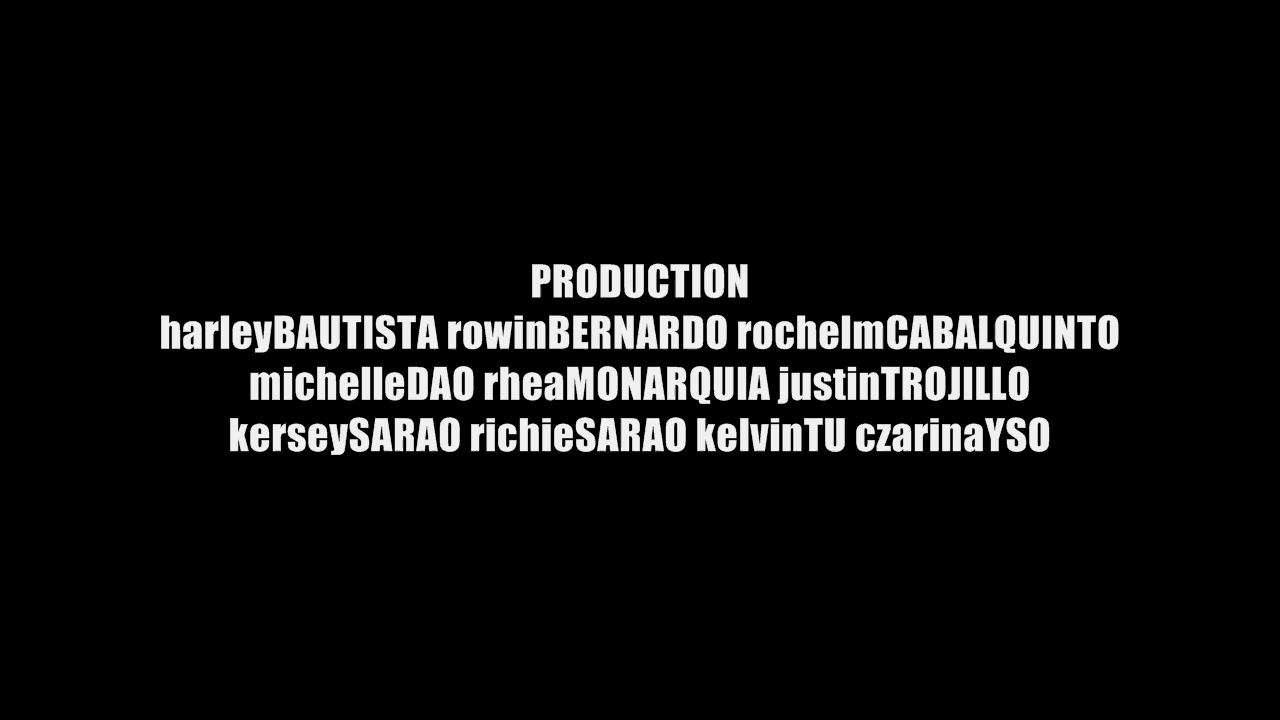 PRODUCTION
harleyBAUTISTA rowinBERNARDO rochelmCABALQUINTO
michelleDAO rheaMONARQUIA justinTROJILLO
kerseySARAO richieSARAO kelvinTU czarinaYSO